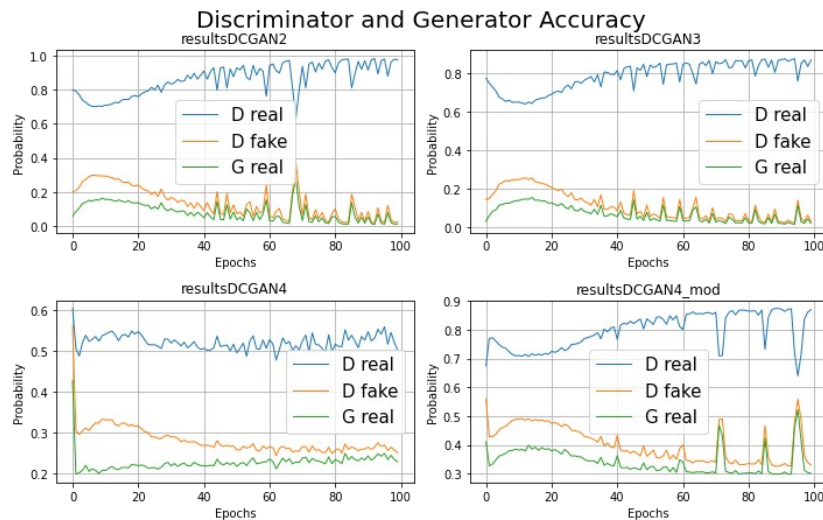 Discriminator and Generator Accuracy
resultsDCGAN2
1.0
0.8
0.6
0.4
0.2
0.0
Probability
D real
D fake
G real
0 20 40 60 80 100
Epochs
resultsDCGAN3
0.8
0.6
0.4
0.2
0.0
Probability
D real
D fake
G real
0 20 40 60 80 100
Epochs
resultsDCGAN4
0.6
0.5
0.4
0.3
0.2
Probability
D real
D fake
G real
0 20 40 60 80 100
Epochs
resultsDCGAN4_mod
0.9
0.8
0.7
0.6
0.5
0.4
0.3
Probability
D real
D fake
G real
0 20 40 60 80 100
Epochs